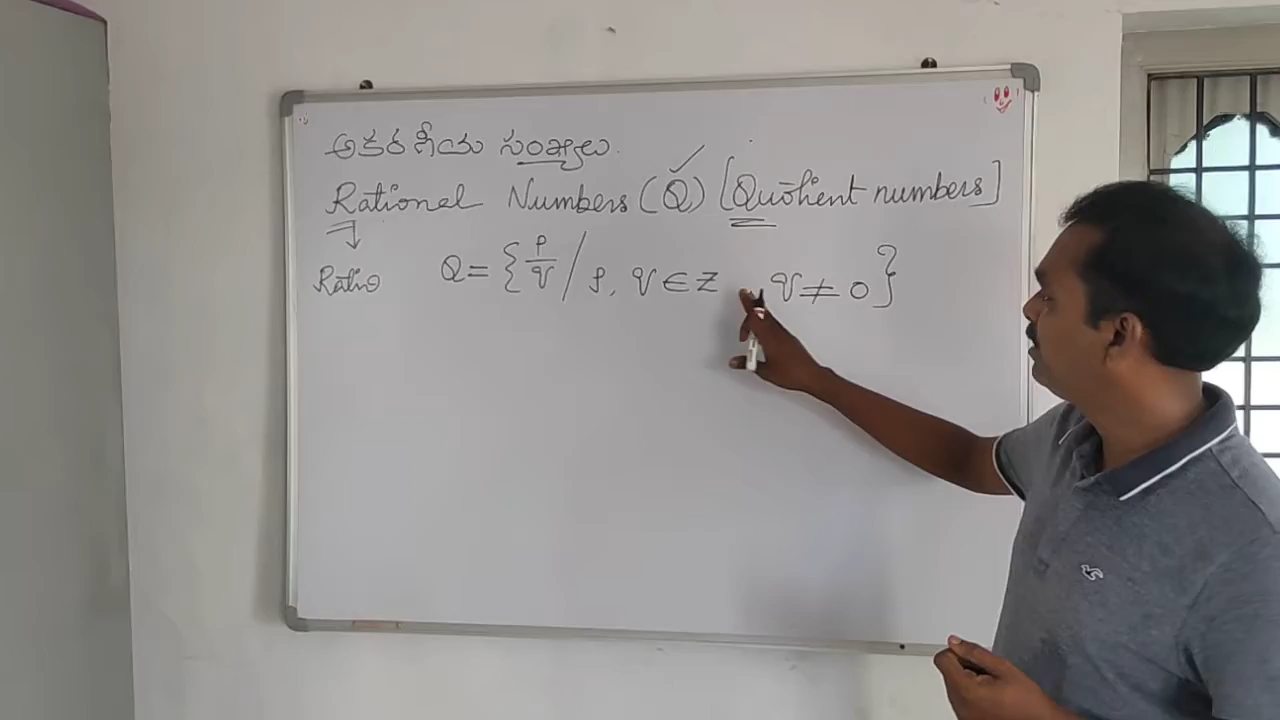 అకరణీయ సంఖ్యలు.
Rational Numbers (Q) [Quotient numbers]
Ratio
Q = { p/q / p, q ∈ Z, q ≠ 0 }